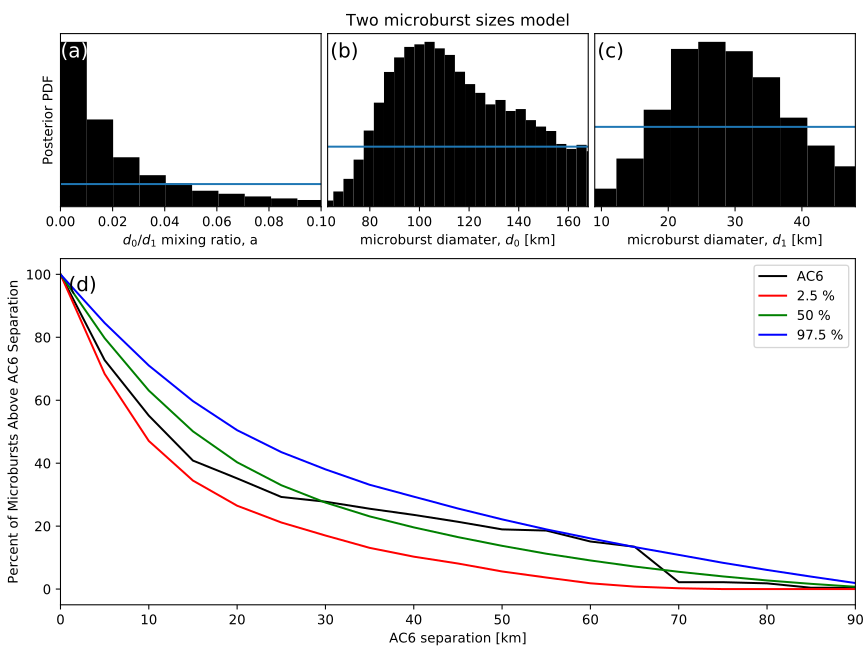 Two microburst sizes model
(a)
(b)
(c)
Posterior PDF
0.00 0.02 0.04 0.06 0.08 0.10
d₀/d₁ mixing ratio, a
80 100 120 140 160
microburst diamater, d₀ [km]
10 20 30 40
microburst diamater, d₁ [km]
(d)
Percent of Microbursts Above AC6 Separation
100
80
60
40
20
0
AC6
2.5 %
50 %
97.5 %
0 10 20 30 40 50 60 70 80 90
AC6 separation [km]